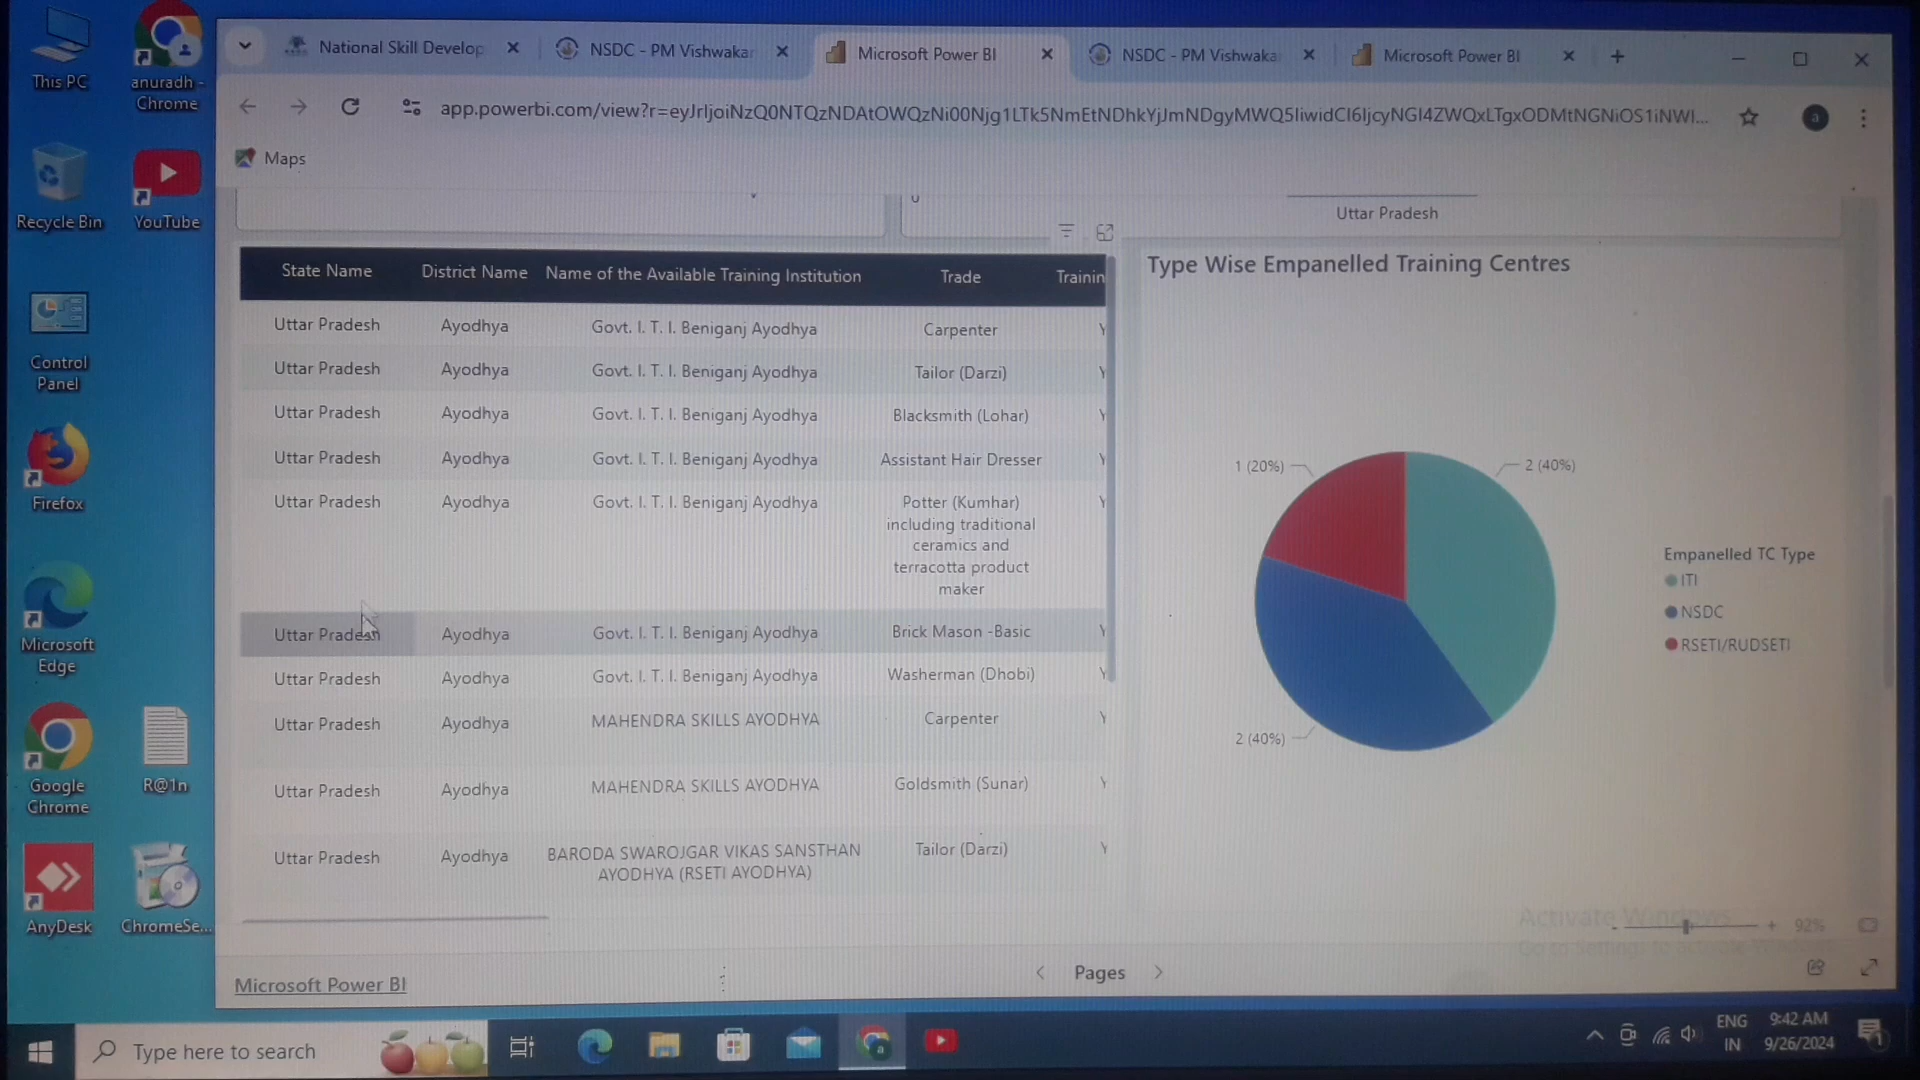 This PC
anuradh -
Chrome
Recycle Bin
YouTube
Control
Panel
Firefox
Microsoft
Edge
Google
Chrome
R@1n
AnyDesk
ChromeSe...
National Skill Develop
NSDC - PM Vishwakar
Microsoft Power BI
NSDC - PM Vishwaka
Microsoft Power BI
Maps
0
Uttar Pradesh
State Name District Name Name of the Available Training Institution Trade Trainin
Uttar Pradesh Ayodhya Govt. I. T. I. Beniganj Ayodhya Carpenter Y
Uttar Pradesh Ayodhya Govt. I. T. I. Beniganj Ayodhya Tailor (Darzi) Y
Uttar Pradesh Ayodhya Govt. I. T. I. Beniganj Ayodhya Blacksmith (Lohar) Y
Uttar Pradesh Ayodhya Govt. I. T. I. Beniganj Ayodhya Assistant Hair Dresser Y
Uttar Pradesh Ayodhya Govt. I. T. I. Beniganj Ayodhya Potter (Kumhar) Y
including traditional
ceramics and
terracotta product
maker
Uttar Pradesh Ayodhya Govt. I. T. I. Beniganj Ayodhya Brick Mason -Basic Y
Uttar Pradesh Ayodhya Govt. I. T. I. Beniganj Ayodhya Washerman (Dhobi) Y
Uttar Pradesh Ayodhya MAHENDRA SKILLS AYODHYA Carpenter Y
Uttar Pradesh Ayodhya MAHENDRA SKILLS AYODHYA Goldsmith (Sunar) Y
Uttar Pradesh Ayodhya BARODA SWAROJGAR VIKAS SANSTHAN Tailor (Darzi) Y
AYODHYA (RSETI AYODHYA)
Type Wise Empanelled Training Centres
1 (20%)
2 (40%)
2 (40%)
Empanelled TC Type
ITI
NSDC
RSETI/RUDSETI
Activate Windows
92%
Microsoft Power BI
Pages
Type here to search
a
ENG
IN
9:42 AM
9/26/2024
1